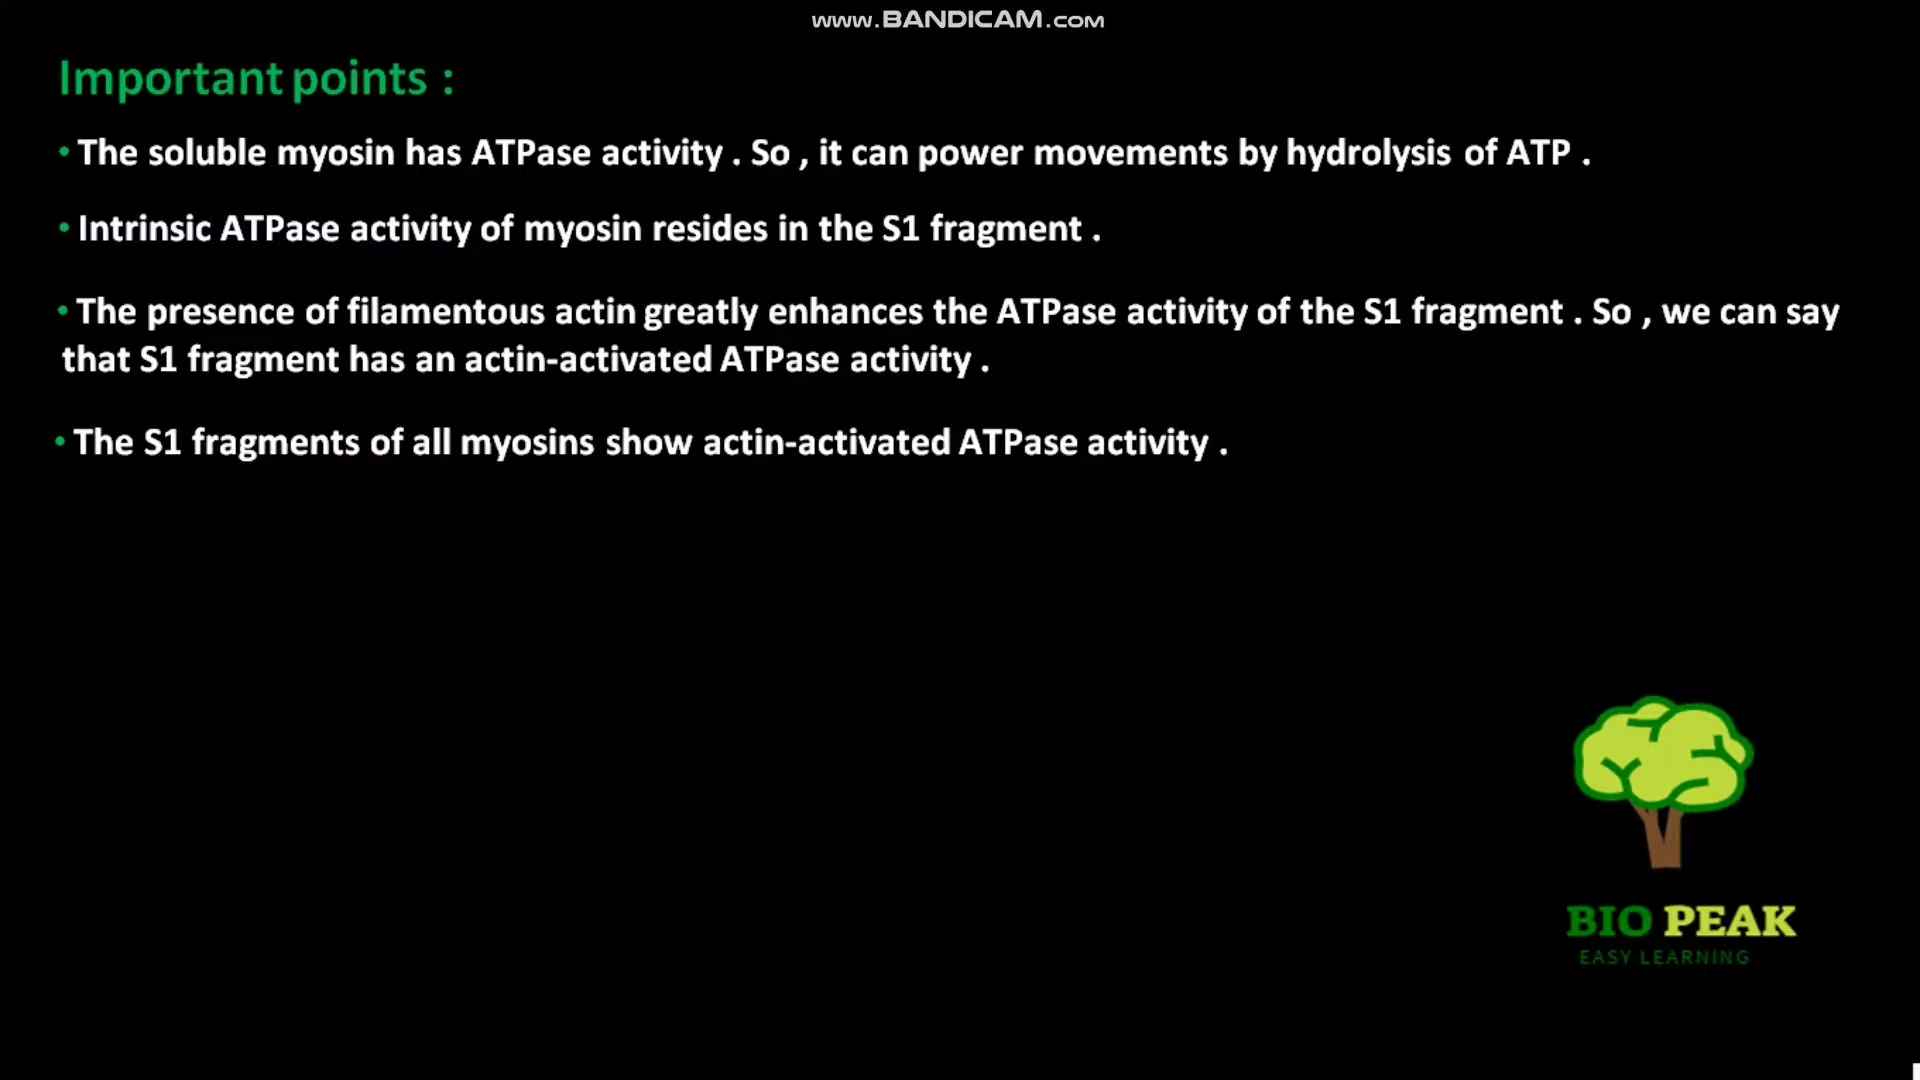 www.BANDICAM.com
Important points :
• The soluble myosin has ATPase activity . So , it can power movements by hydrolysis of ATP .
• Intrinsic ATPase activity of myosin resides in the S1 fragment .
• The presence of filamentous actin greatly enhances the ATPase activity of the S1 fragment . So , we can say
that S1 fragment has an actin-activated ATPase activity .
• The S1 fragments of all myosins show actin-activated ATPase activity .
BIO PEAK
EASY LEARNING